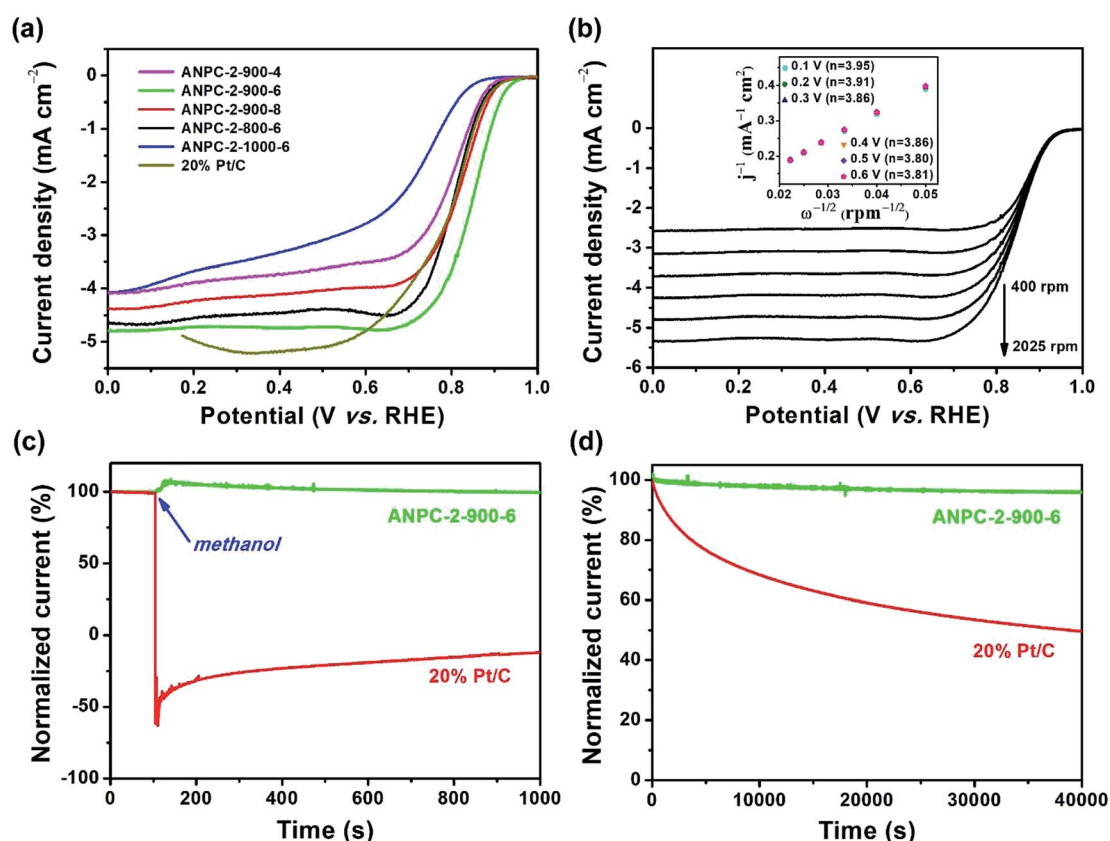 (a)
Current density (mA cm⁻²)
0
-1
-2
-3
-4
-5
ANPC-2-900-4
ANPC-2-900-6
ANPC-2-900-8
ANPC-2-800-6
ANPC-2-1000-6
20% Pt/C
0.0 0.2 0.4 0.6 0.8 1.0
Potential (V vs. RHE)
(b)
Current density (mA cm⁻²)
0
-1
-2
-3
-4
-5
-6
j⁻¹ (mA⁻¹ cm²)
0.4
0.3
0.2
0.1 V (n=3.95)
0.2 V (n=3.91)
0.3 V (n=3.86)
0.4 V (n=3.86)
0.5 V (n=3.80)
0.6 V (n=3.81)
0.02 0.03 0.04 0.05
ω⁻¹/² (rpm⁻¹/²)
400 rpm
2025 rpm
0.0 0.2 0.4 0.6 0.8 1.0
Potential (V vs. RHE)
(c)
Normalized current (%)
100
50
0
-50
-100
ANPC-2-900-6
methanol
20% Pt/C
0 200 400 600 800 1000
Time (s)
(d)
Normalized current (%)
100
80
60
40
20
0
ANPC-2-900-6
20% Pt/C
0 10000 20000 30000 40000
Time (s)